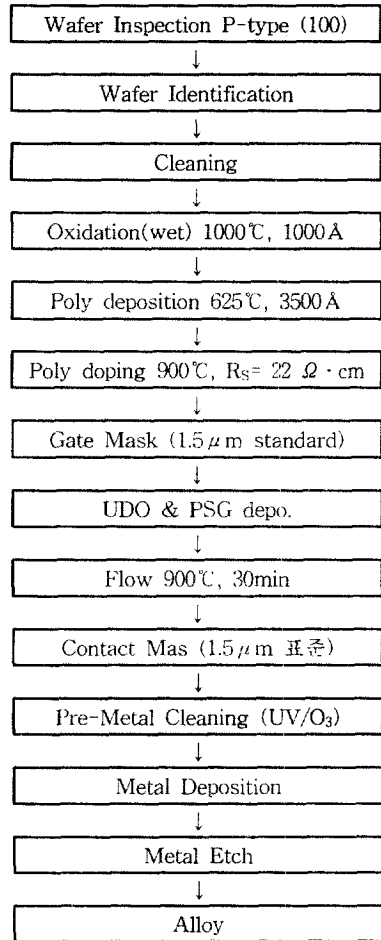 Wafer Inspection P-type (100)
↓
Wafer Identification
↓
Cleaning
↓
Oxidation(wet) 1000℃, 1000Å
↓
Poly deposition 625℃, 3500Å
↓
Poly doping 900℃, RS= 22 Ω·cm
↓
Gate Mask (1.5μm standard)
↓
UDO & PSG depo.
↓
Flow 900℃, 30min
↓
Contact Mas (1.5μm 표준)
↓
Pre-Metal Cleaning (UV/O3)
↓
Metal Deposition
↓
Metal Etch
↓
Alloy